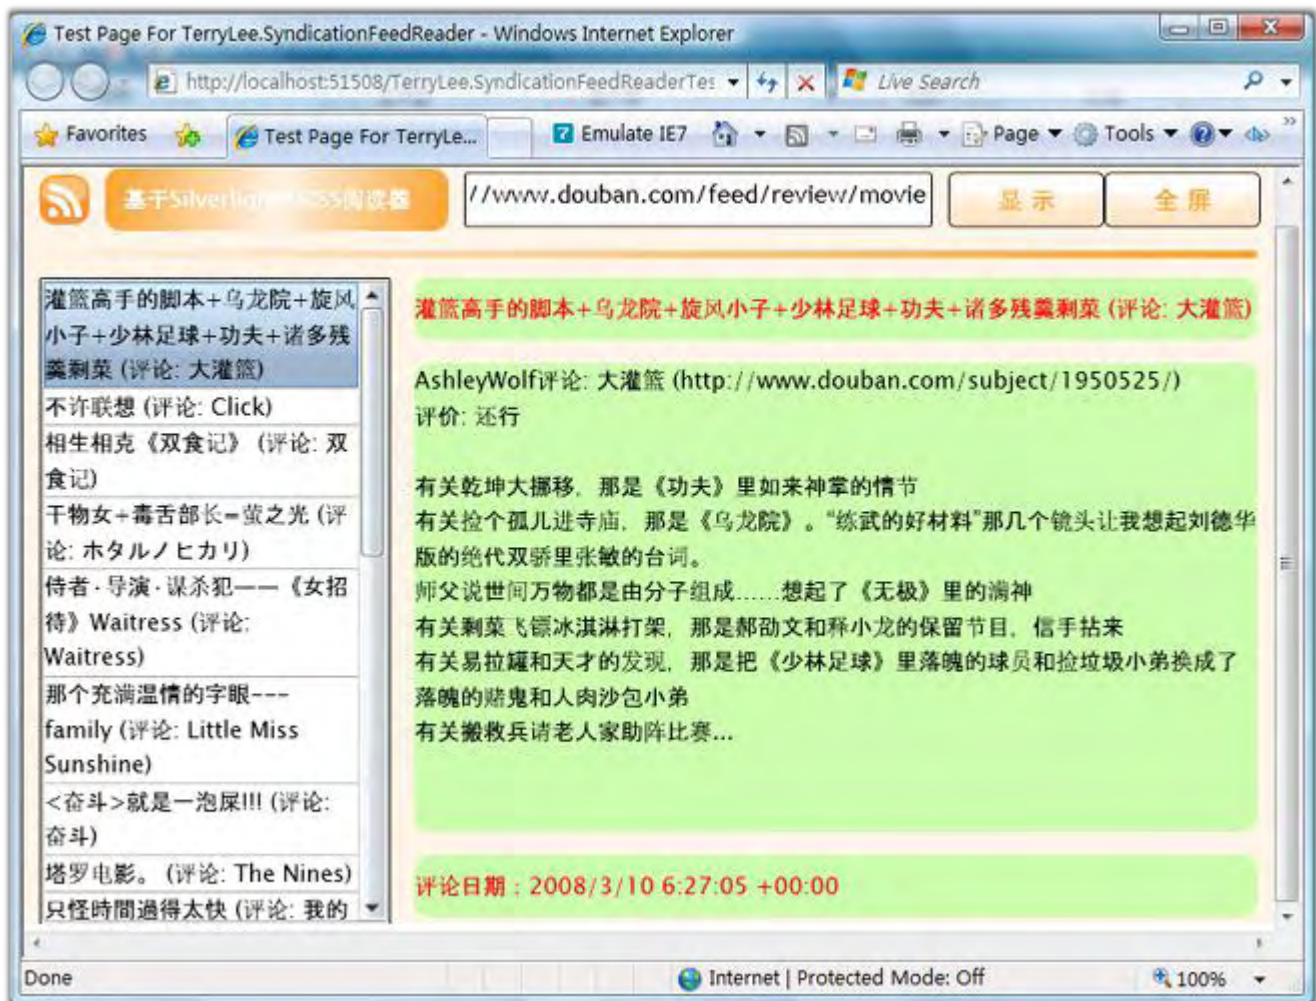 Test Page For TerryLee.SyndicationFeedReader - Windows Internet Explorer
http://localhost:51508/TerryLee.SyndicationFeedReaderTes
Live Search
Favorites
Test Page For TerryLe...
Emulate IE7
Page
Tools
基于Silverlight的RSS阅读器
//www.douban.com/feed/review/movie
显 示
全 屏
灌篮高手的脚本+乌龙院+旋风
小子+少林足球+功夫+诸多残
羹剩菜 (评论: 大灌篮)
不许联想 (评论: Click)
相生相克《双食记》 (评论: 双
食记)
干物女+毒舌部长=萤之光 (评
论: ホタルノヒカリ)
侍者·导演·谋杀犯——《女招
待》Waitress (评论:
Waitress)
那个充满温情的字眼---
family (评论: Little Miss
Sunshine)
<奋斗>就是一泡屎!!! (评论:
奋斗)
塔罗电影。 (评论: The Nines)
只怪時間過得太快 (评论: 我的
灌篮高手的脚本+乌龙院+旋风小子+少林足球+功夫+诸多残羹剩菜 (评论: 大灌篮)
AshleyWolf评论: 大灌篮 (http://www.douban.com/subject/1950525/)
评价: 还行
有关乾坤大挪移，那是《功夫》里如来神掌的情节
有关捡个孤儿进寺庙，那是《乌龙院》。“练武的好材料”那几个镜头让我想起刘德华
版的绝代双骄里张敏的台词。
师父说世间万物都是由分子组成……想起了《无极》里的满神
有关剩菜飞镖冰淇淋打架，那是郝劭文和释小龙的保留节目，信手拈来
有关易拉罐和天才的发现，那是把《少林足球》里落魄的球员和捡垃圾小弟换成了
落魄的赌鬼和人肉沙包小弟
有关搬救兵请老人家助阵比赛...
评论日期：2008/3/10 6:27:05 +00:00
Done
Internet | Protected Mode: Off
100%